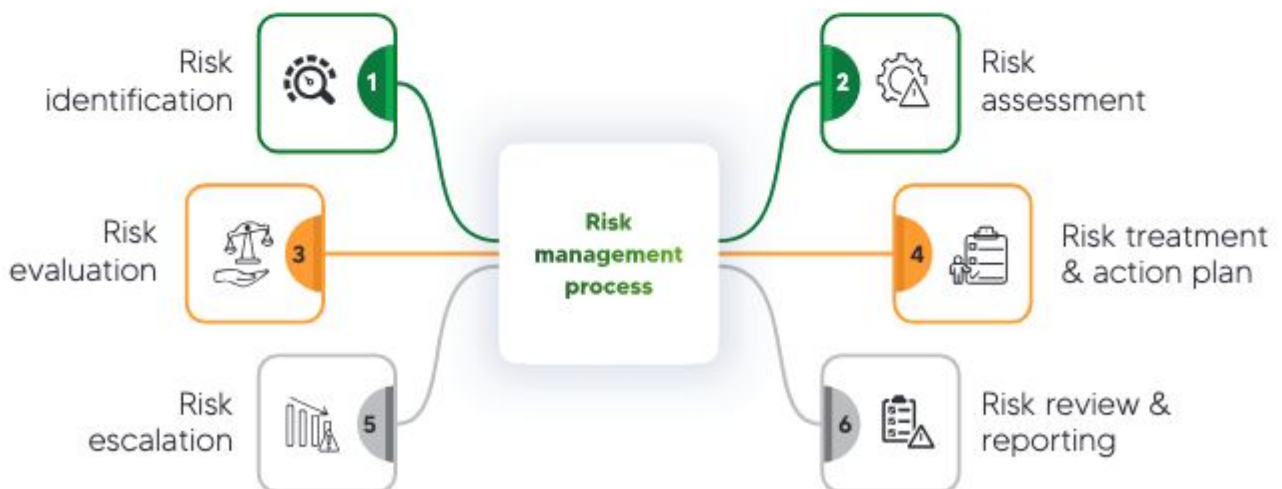 Risk
identification
1
2
Risk
assessment
Risk
management
process
Risk
evaluation
3
4
Risk treatment
& action plan
Risk
escalation
5
6
Risk review &
reporting